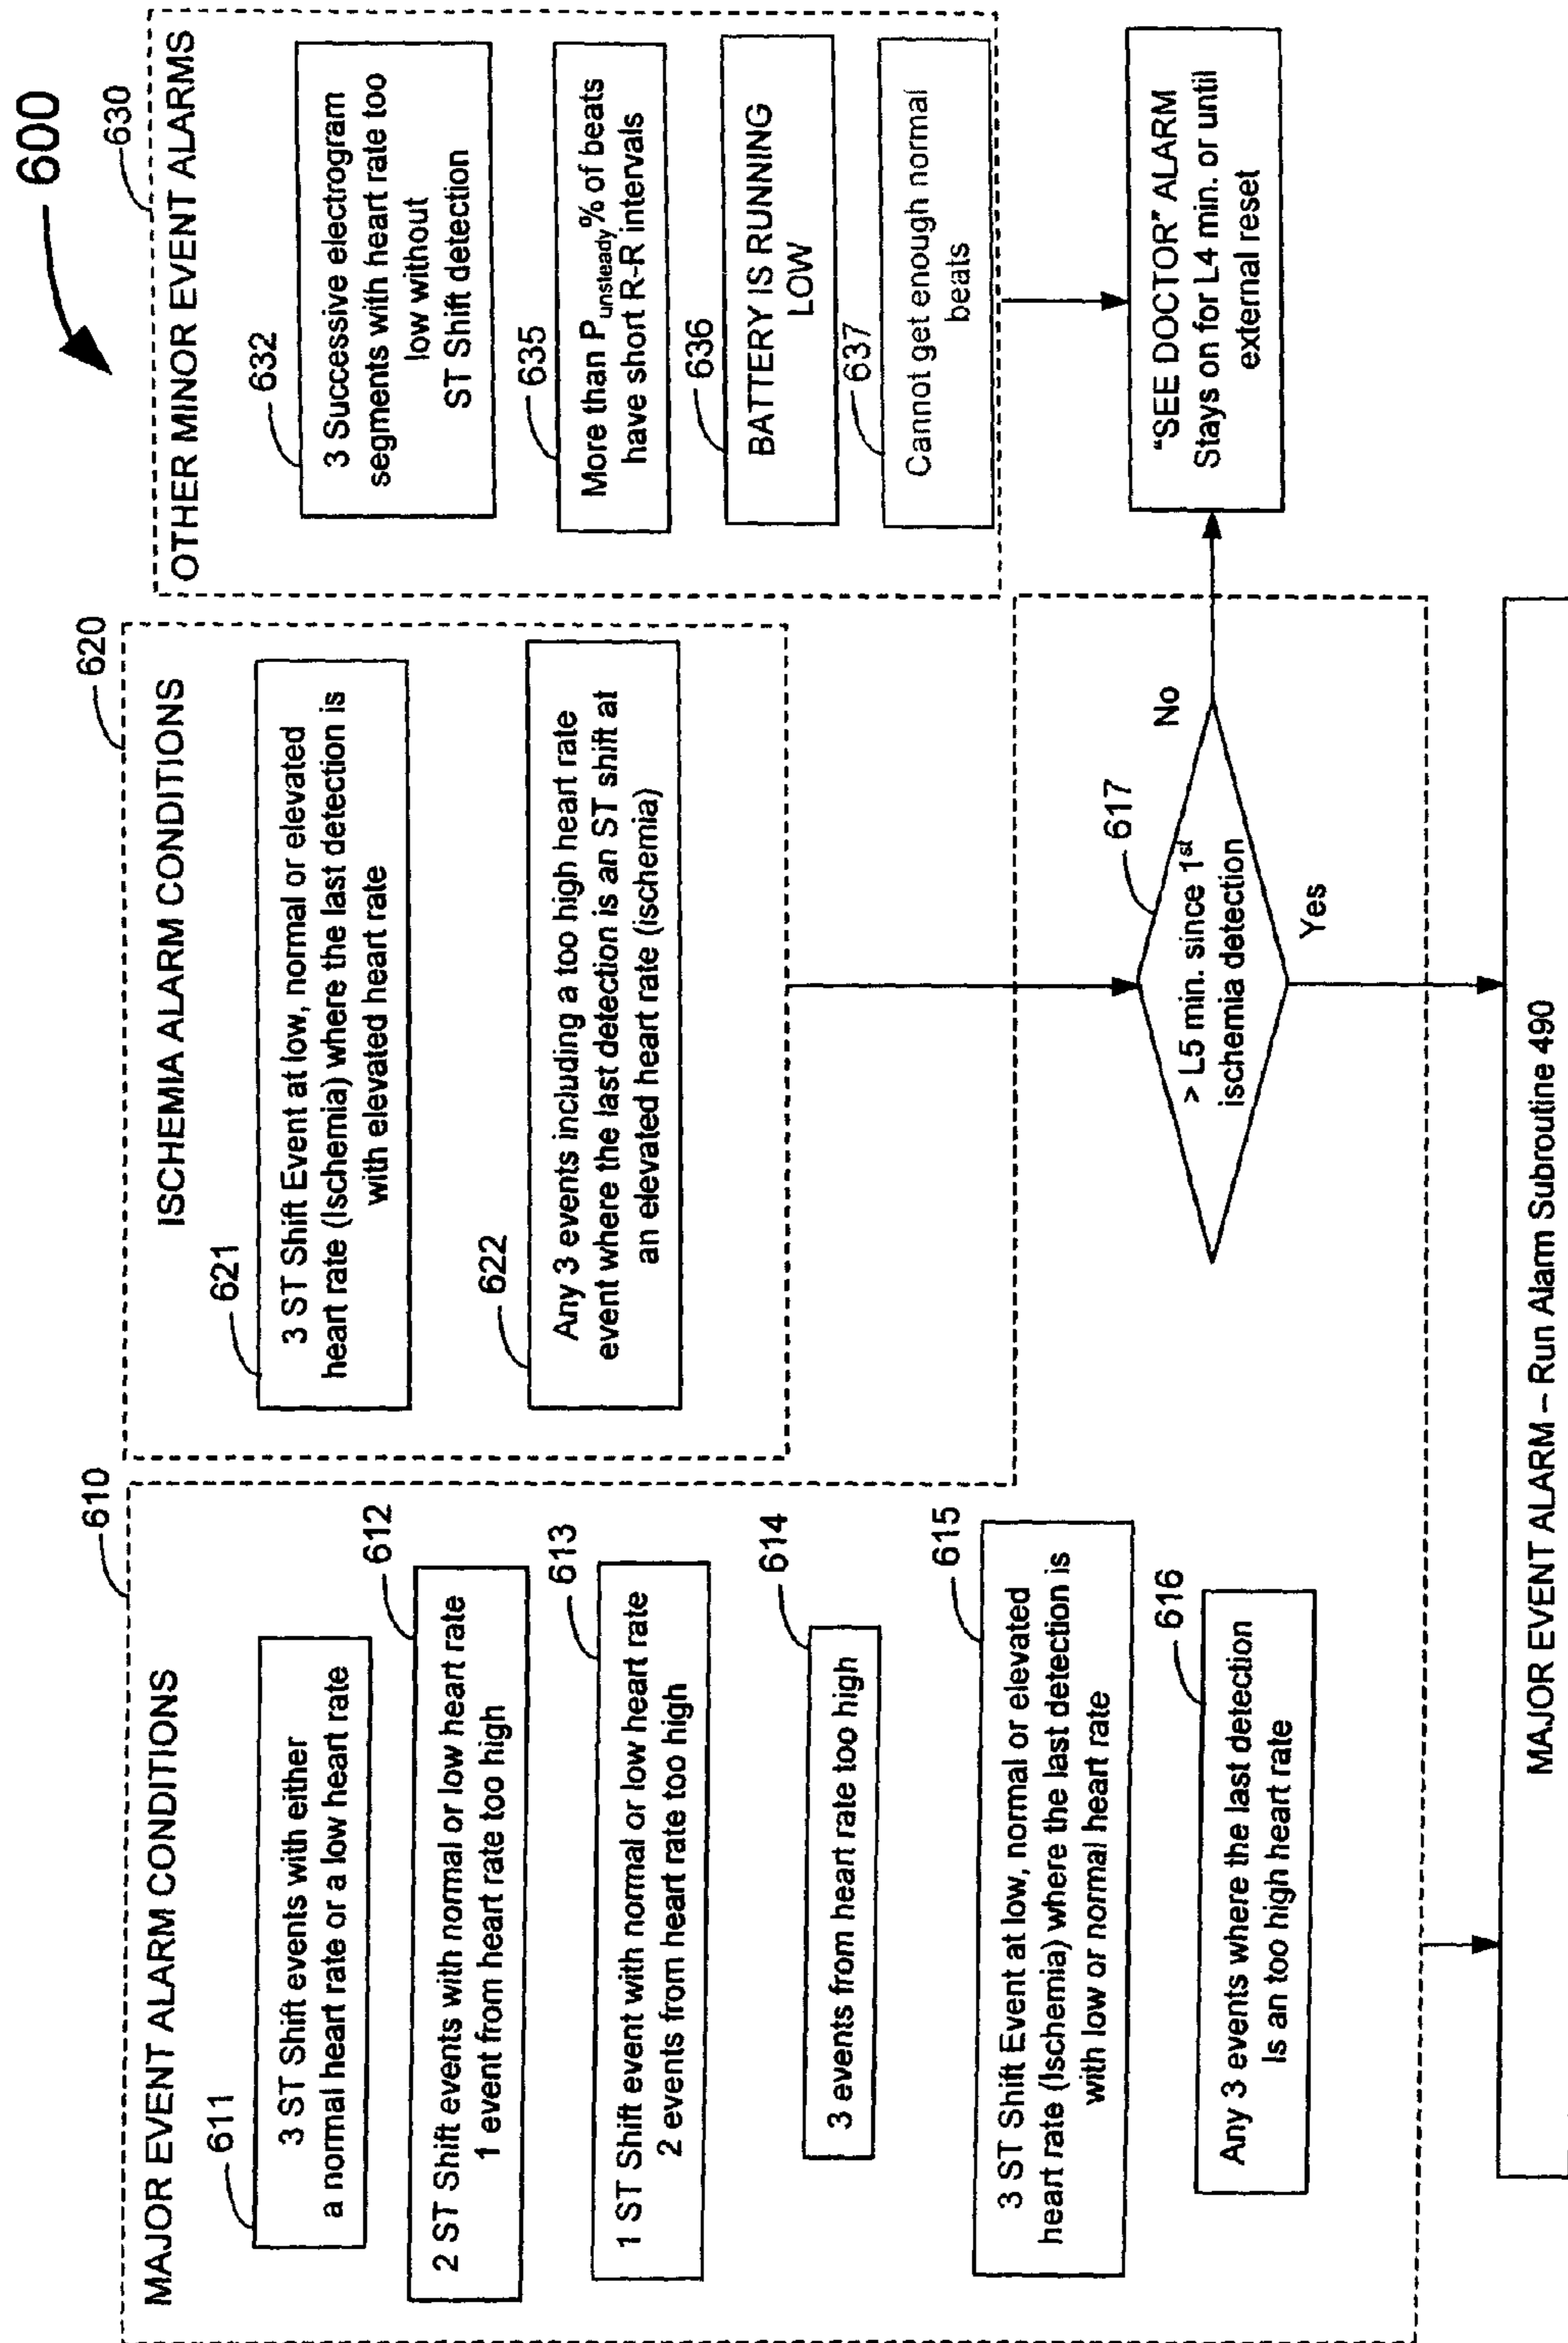 600
610
MAJOR EVENT ALARM CONDITIONS
611
3 ST Shift events with either
a normal heart rate or a low heart rate
612
2 ST Shift events with normal or low heart rate
1 event from heart rate too high
613
1 ST Shift event with normal or low heart rate
2 events from heart rate too high
614
3 events from heart rate too high
615
3 ST Shift Event at low, normal or elevated
heart rate (Ischemia) where the last detection is
with low or normal heart rate
616
Any 3 events where the last detection
Is an too high heart rate
620
ISCHEMIA ALARM CONDITIONS
621
3 ST Shift Event at low, normal or elevated
heart rate (Ischemia) where the last detection is
with elevated heart rate
622
Any 3 events including a too high heart rate
event where the last detection is an ST shift at
an elevated heart rate (ischemia)
617
> L5 min. since 1st
ischemia detection
No
Yes
630
OTHER MINOR EVENT ALARMS
632
3 Successive electrogram
segments with heart rate too
low without
ST Shift detection
635
More than Punsteady% of beats
have short R-R intervals
636
BATTERY IS RUNNING
LOW
637
Cannot get enough normal
beats
"SEE DOCTOR" ALARM
Stays on for L4 min. or until
external reset
MAJOR EVENT ALARM – Run Alarm Subroutine 490